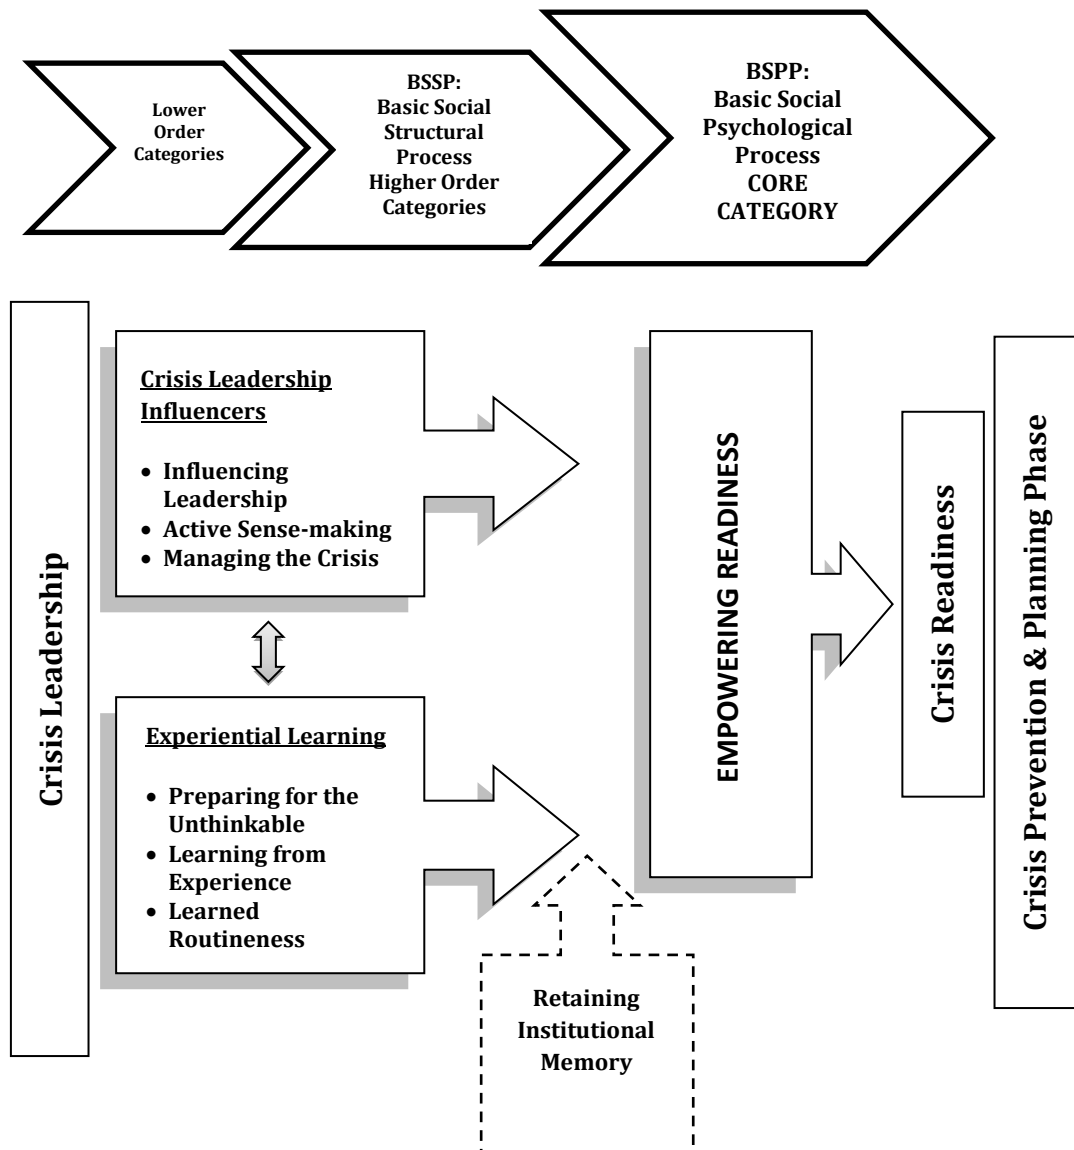 Lower
Order
Categories
BSSP:
Basic Social
Structural
Process
Higher Order
Categories
BSPP:
Basic Social
Psychological
Process
CORE
CATEGORY
Crisis Leadership
Crisis Leadership
Influencers
• Influencing
Leadership
• Active Sense-making
• Managing the Crisis
Experiential Learning
• Preparing for the
Unthinkable
• Learning from
Experience
• Learned
Routineness
Retaining
Institutional
Memory
EMPOWERING READINESS
Crisis Readiness
Crisis Prevention & Planning Phase